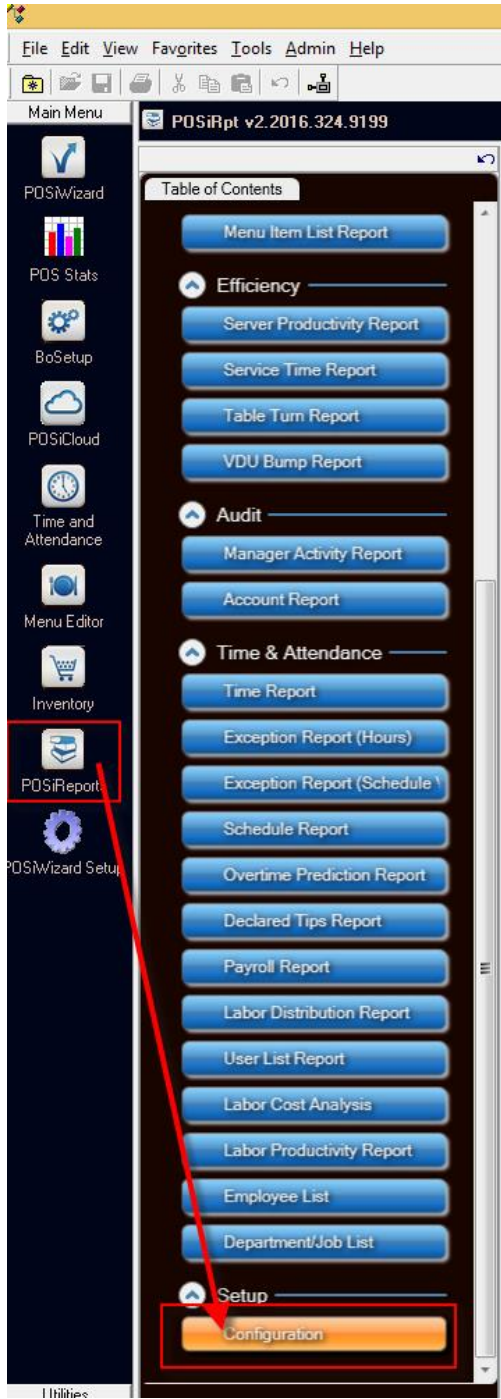 File Edit View Favorites Tools Admin Help
Main Menu
POSiWizard
POS Stats
BoSetup
POSiCloud
Time and
Attendance
Menu Editor
Inventory
POSiReports
POSiWizard Setup
Utilities
POSiRpt v2.2016.324.9199
Table of Contents
Menu Item List Report
Efficiency
Server Productivity Report
Service Time Report
Table Turn Report
VDU Bump Report
Audit
Manager Activity Report
Account Report
Time & Attendance
Time Report
Exception Report (Hours)
Exception Report (Schedule V
Schedule Report
Overtime Prediction Report
Declared Tips Report
Payroll Report
Labor Distribution Report
User List Report
Labor Cost Analysis
Labor Productivity Report
Employee List
Department/Job List
Setup
Configuration